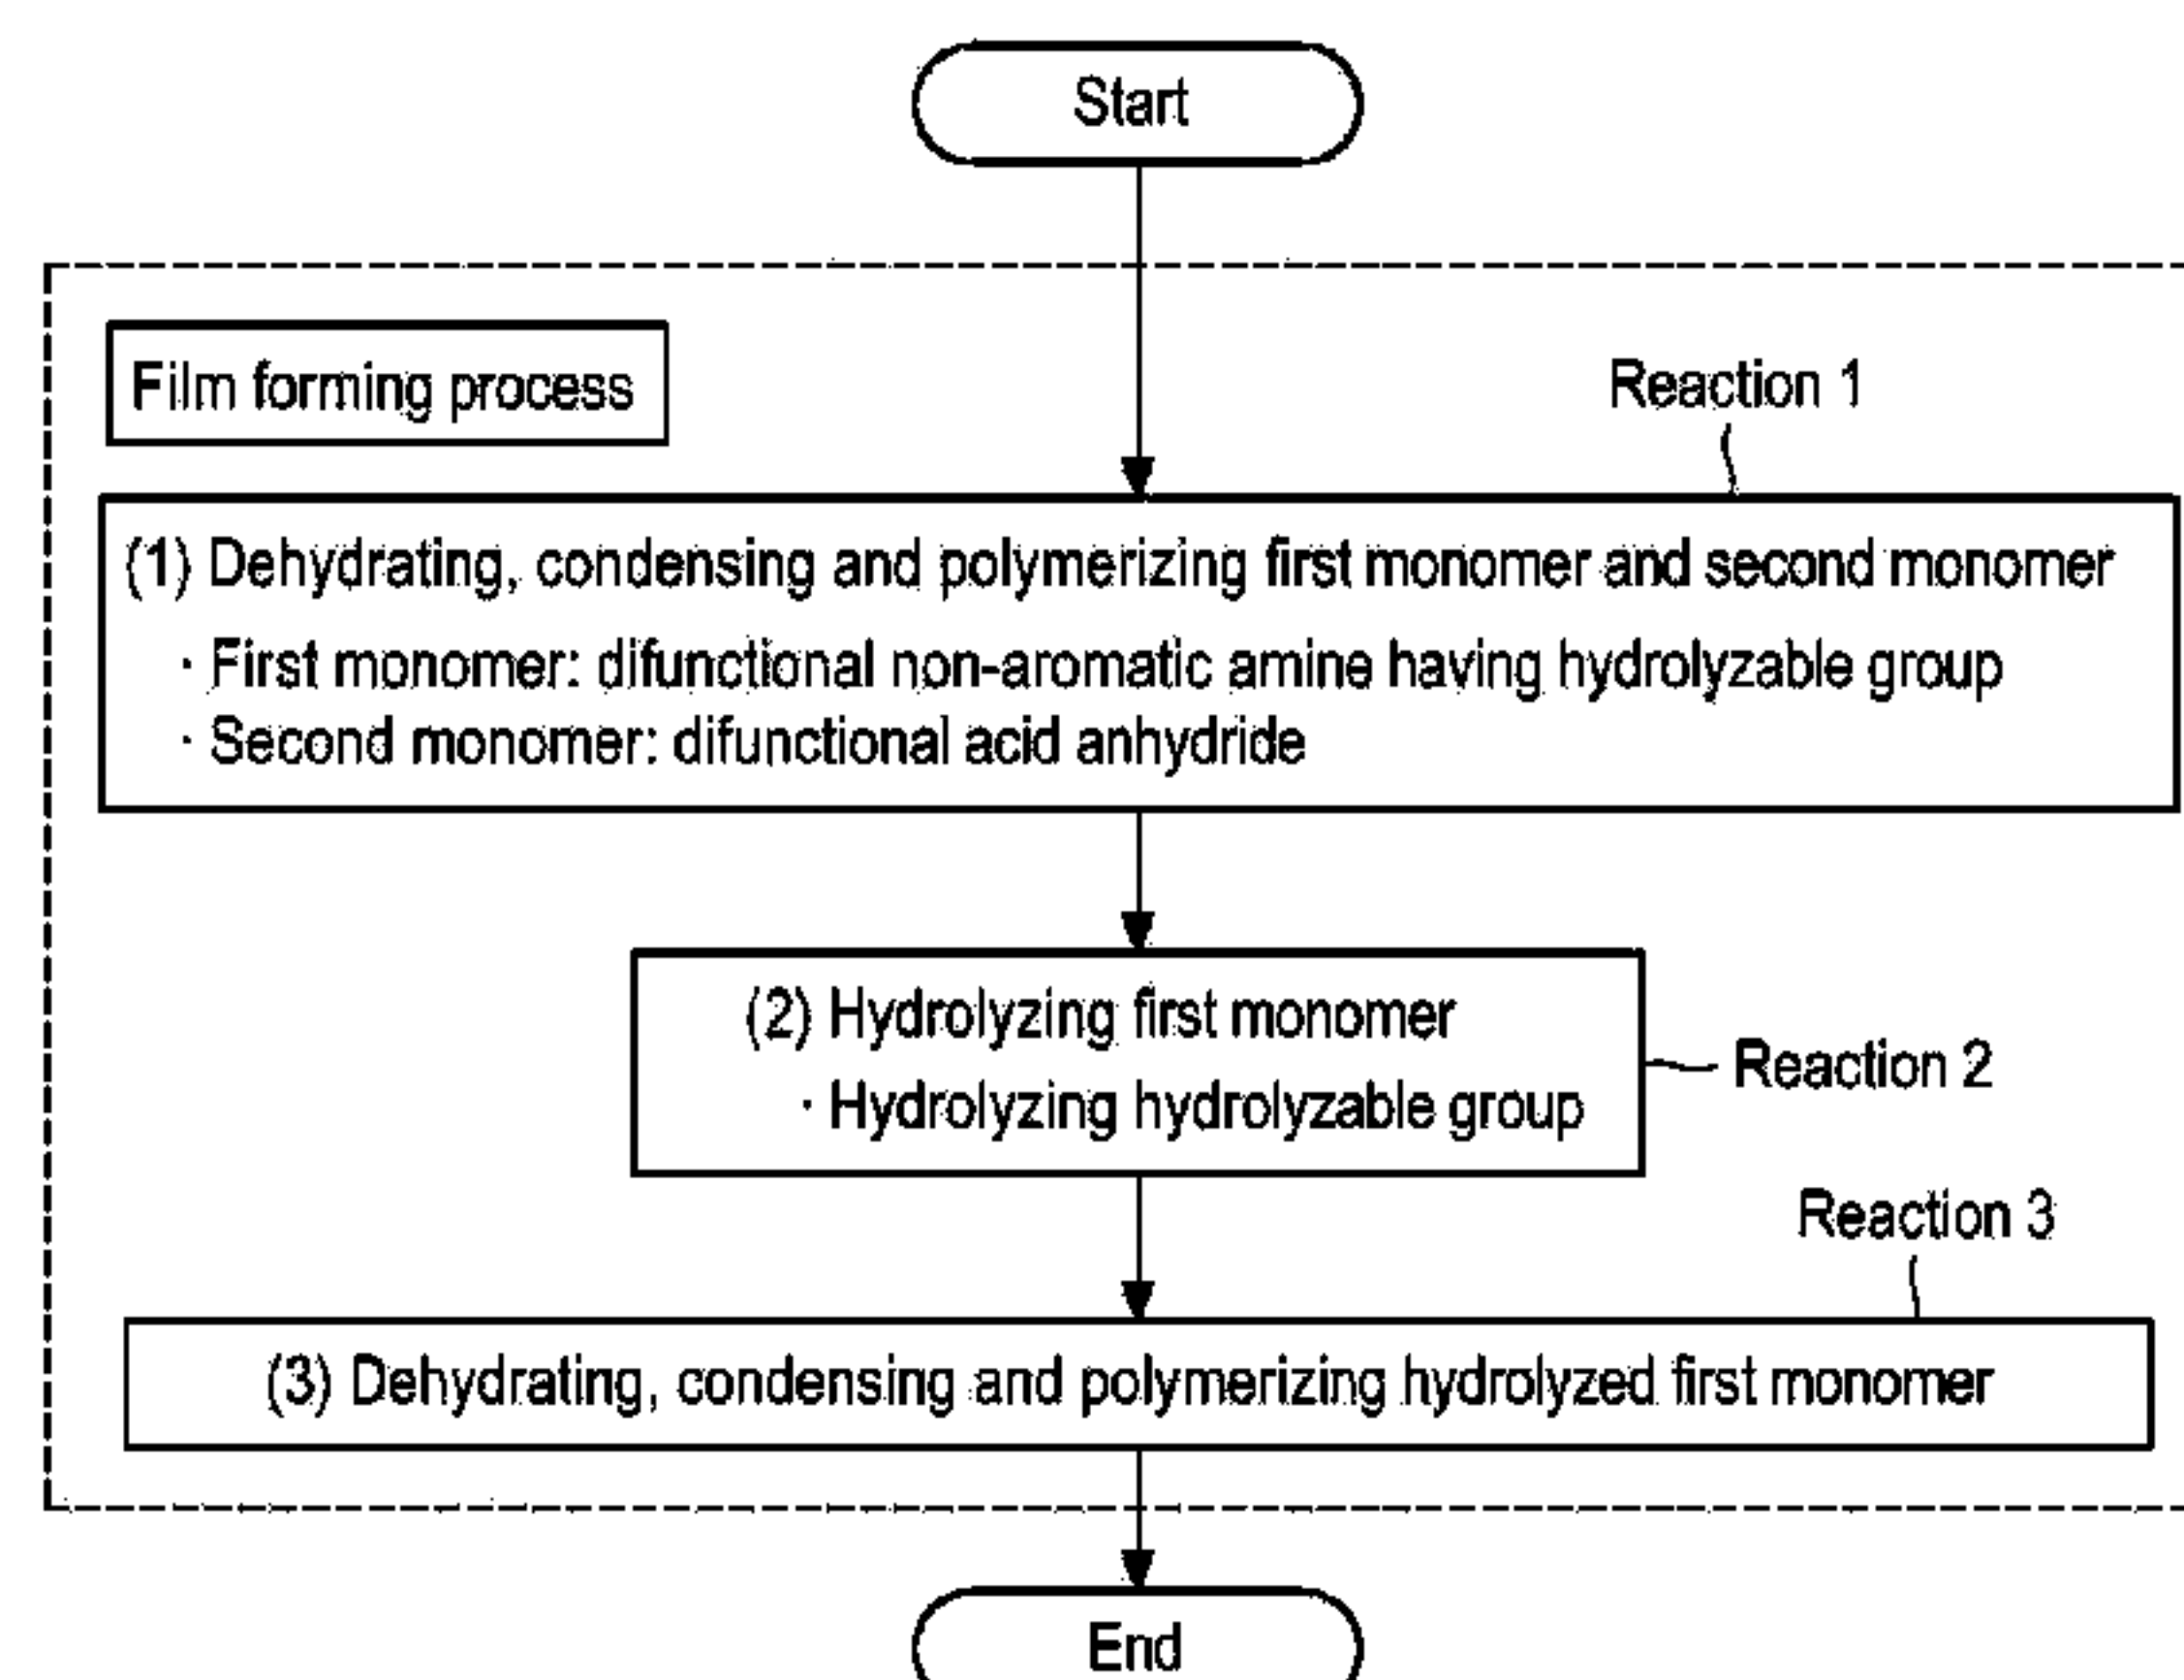 Start
Film forming process
Reaction 1
(1) Dehydrating, condensing and polymerizing first monomer and second monomer
· First monomer: difunctional non-aromatic amine having hydrolyzable group
· Second monomer: difunctional acid anhydride
(2) Hydrolyzing first monomer
· Hydrolyzing hydrolyzable group
Reaction 2
Reaction 3
(3) Dehydrating, condensing and polymerizing hydrolyzed first monomer
End